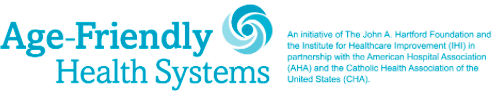 Age-Friendly
Health Systems
An initiative of The John A. Hartford Foundation and
the Institute for Healthcare Improvement (IHI) in
partnership with the American Hospital Association
(AHA) and the Catholic Health Association of the
United States (CHA).